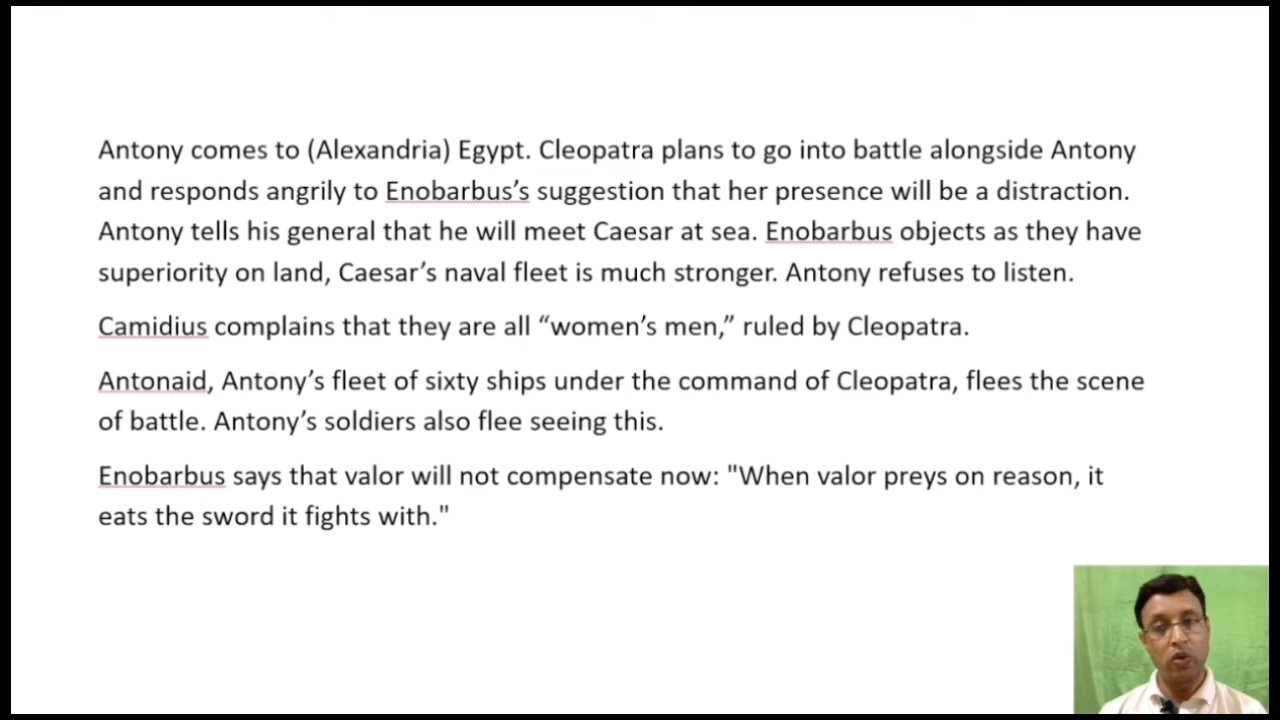 Antony comes to (Alexandria) Egypt. Cleopatra plans to go into battle alongside Antony
and responds angrily to Enobarbus’s suggestion that her presence will be a distraction.
Antony tells his general that he will meet Caesar at sea. Enobarbus objects as they have
superiority on land, Caesar’s naval fleet is much stronger. Antony refuses to listen.
Camidius complains that they are all “women’s men,” ruled by Cleopatra.
Antonaid, Antony’s fleet of sixty ships under the command of Cleopatra, flees the scene
of battle. Antony’s soldiers also flee seeing this.
Enobarbus says that valor will not compensate now: "When valor preys on reason, it
eats the sword it fights with."